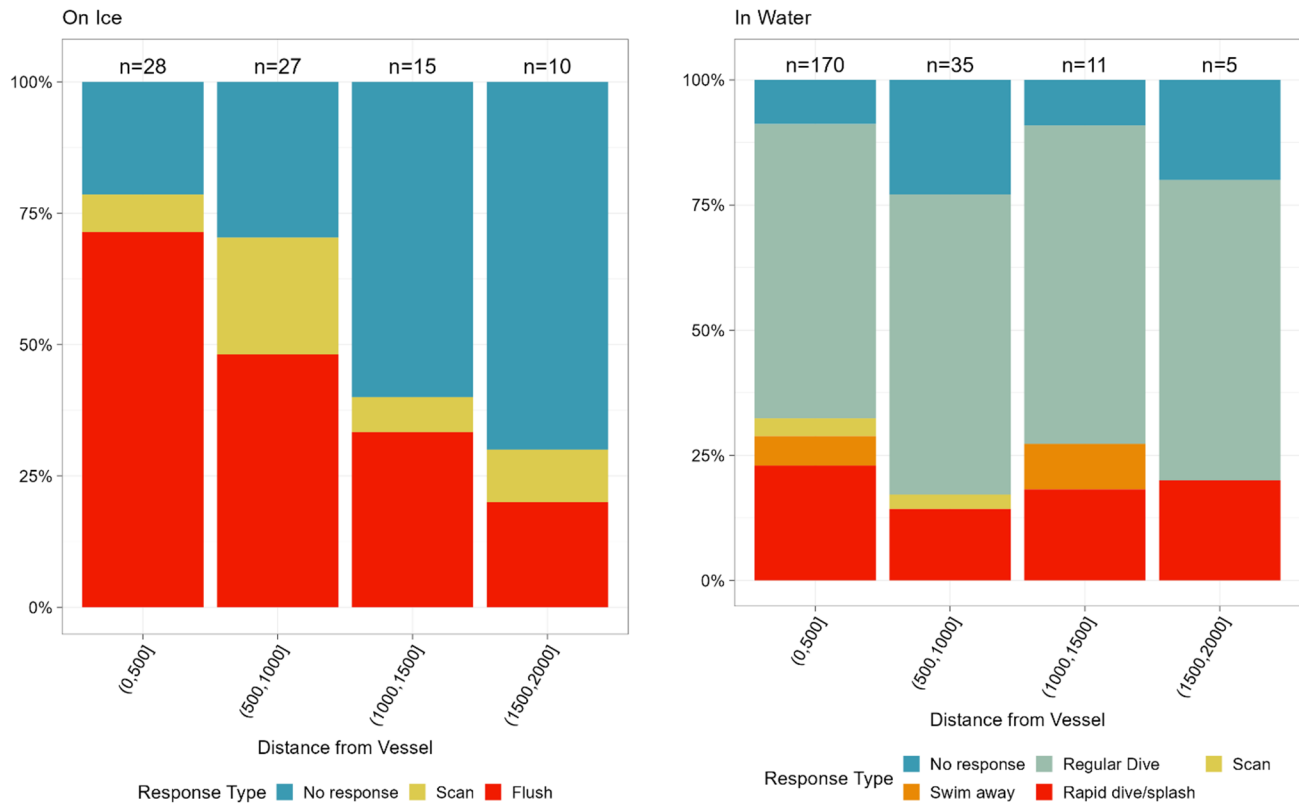 On Ice
n=28 n=27 n=15 n=10
100%
75%
50%
25%
0%
(0,500] (500,1000] (1000,1500] (1500,2000]
Distance from Vessel
Response Type No response Scan Flush
In Water
n=170 n=35 n=11 n=5
100%
75%
50%
25%
0%
(0,500] (500,1000] (1000,1500] (1500,2000]
Distance from Vessel
Response Type No response Regular Dive Scan
Swim away Rapid dive/splash